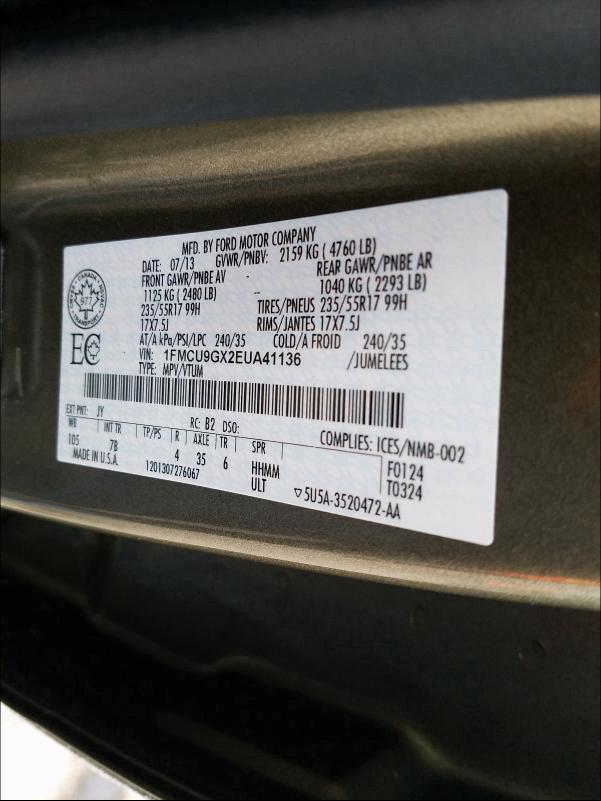 MFD. BY FORD MOTOR COMPANY
DATE: 07/13 GVWR/PNBV: 2159 KG ( 4760 LB)
FRONT GAWR/PNBE AV REAR GAWR/PNBE AR
1125 KG ( 2480 LB) -- 1040 KG ( 2293 LB)
235/55R17 99H TIRES/PNEUS 235/55R17 99H
17X7.5J -- RIMS/JANTES 17X7.5J
AT/A kPa/PSI/LPC 240/35 COLD/A FROID 240/35
VIN: 1FMCU9GX2EUA41136 /JUMELEES
TYPE: MPV/VTUM
CANADA
977
TRANSPORT
EC
EXT PNT: JY RC: B2 DSO: COMPLIES: ICES/NMB-002
WB INT TR TP/PS R AXLE TR SPR F0124
105 7B 4 35 6 HHMM T0324
MADE IN U.S.A. 1201307276067 ULT ▽5U5A-3520472-AA